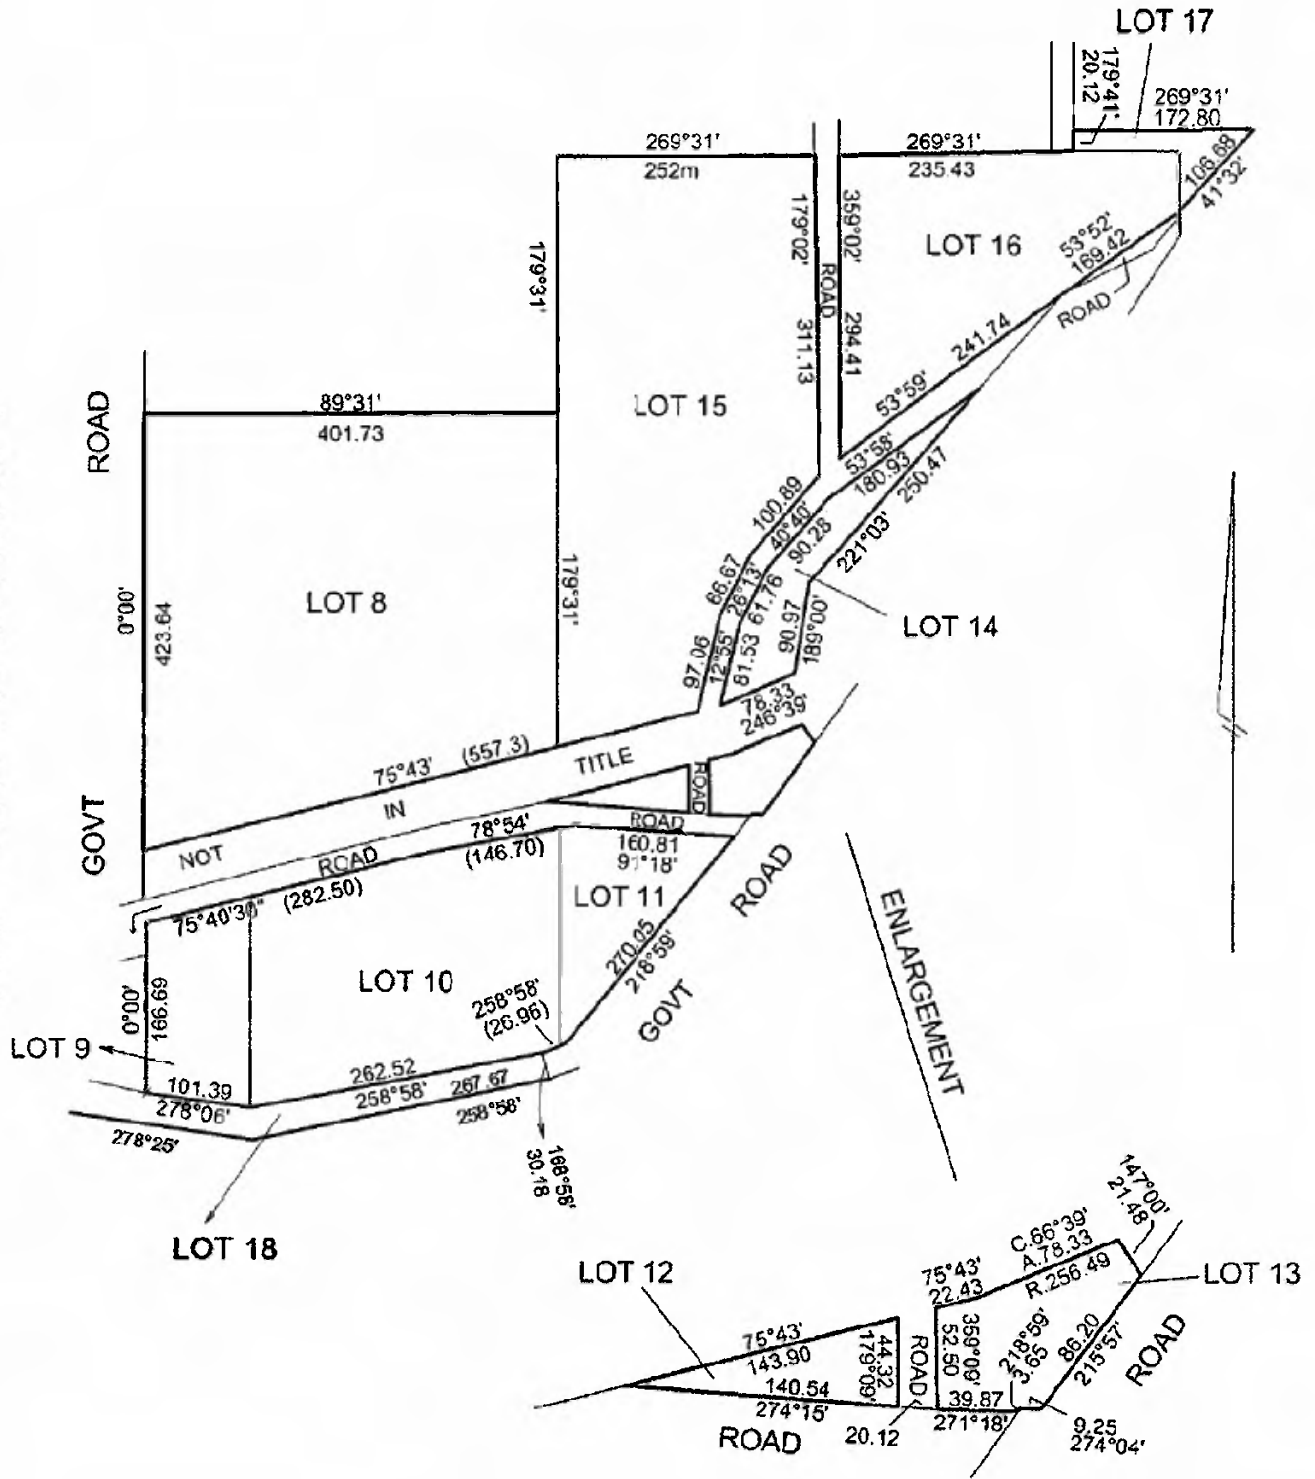 LOT 17
179°41'
20.12
269°31'
172.80
106.68
41°32'
269°31'
252m
269°31'
235.43
179°02'
311.13
ROAD
359°02'
294.41
LOT 16
53°52'
169.42
ROAD
179°31'
241.74
53°59'
LOT 15
ROAD
89°31'
401.73
53°58'
180.93
250.47
221°03'
100.89
40°40'
90.28
66.67
26°13'
61.76
179°31'
0°00'
423.64
LOT 8
LOT 14
97.06
12°55'
81.53
90.97
189°00'
78.33
246°39'
75°43'
(557.3)
NOT
IN
TITLE
ROAD
GOVT
ROAD
78°54'
(146.70)
ROAD
160.81
91°18'
75°40'30"
(282.50)
LOT 11
ROAD
GOVT
270.05
218°59'
ENLARGEMENT
LOT 10
258°58'
(26.96)
0°00'
166.69
LOT 9
101.39
278°06'
262.52
258°58'
267.67
258°58'
278°25'
168°58'
30.18
LOT 18
147°00'
21.48
C.66°39'
A.78.33
R.256.49
75°43'
22.43
LOT 12
LOT 13
75°43'
143.90
140.54
274°15'
44.32
179°09'
ROAD
359°09'
52.50
218°59'
3.65
86.20
215°57'
ROAD
39.87
271°18'
9.25
274°04'
20.12
ROAD